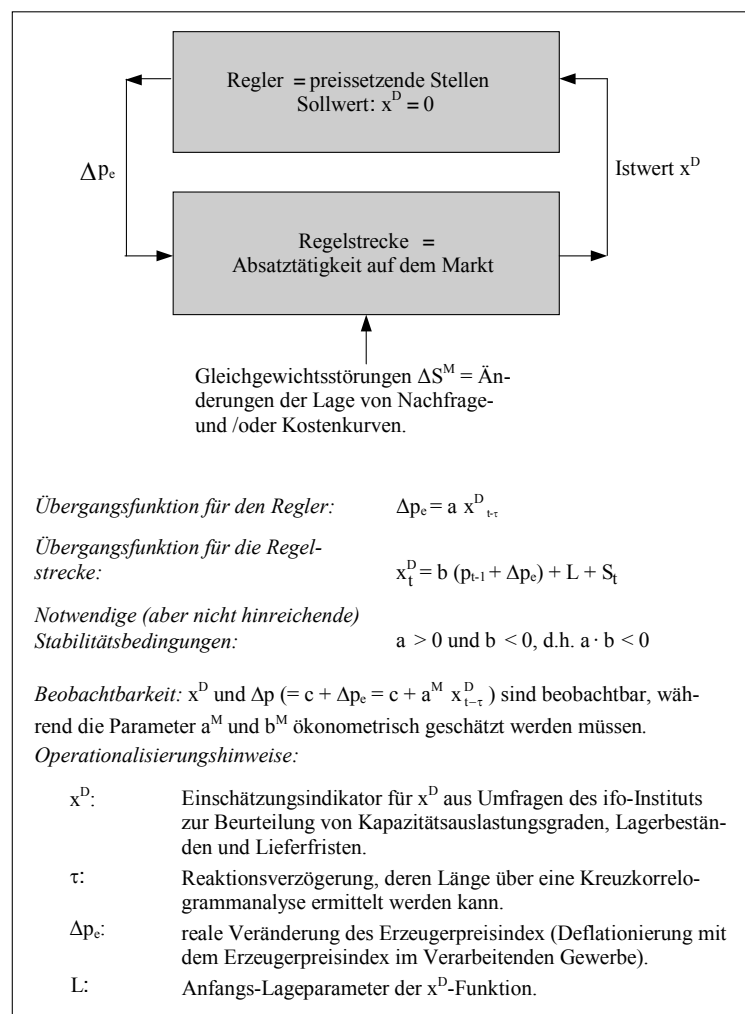 Regler = preissetzende Stellen
Sollwert: x^D = 0
Δp_e
Istwert x^D
Regelstrecke =
Absatztätigkeit auf dem Markt
Gleichgewichtsstörungen ΔS^M = Än-
derungen der Lage von Nachfrage-
und /oder Kostenkurven.
Übergangsfunktion für den Regler: Δp_e = a x^D_{t-τ}
Übergangsfunktion für die Regel-
strecke: x_t^D = b (p_{t-1} + Δp_e) + L + S_t
Notwendige (aber nicht hinreichende)
Stabilitätsbedingungen: a > 0 und b < 0, d.h. a · b < 0
Beobachtbarkeit: x^D und Δp (= c + Δp_e = c + a^M x^D_{t−τ}) sind beobachtbar, wäh-
rend die Parameter a^M und b^M ökonometrisch geschätzt werden müssen.
Operationalisierungshinweise:
x^D: Einschätzungsindikator für x^D aus Umfragen des ifo-Instituts
zur Beurteilung von Kapazitätsauslastungsgraden, Lagerbestän-
den und Lieferfristen.
τ: Reaktionsverzögerung, deren Länge über eine Kreuzkorrelo-
grammanalyse ermittelt werden kann.
Δp_e: reale Veränderung des Erzeugerpreisindex (Deflationierung mit
dem Erzeugerpreisindex im Verarbeitenden Gewerbe).
L: Anfangs-Lageparameter der x^D-Funktion.